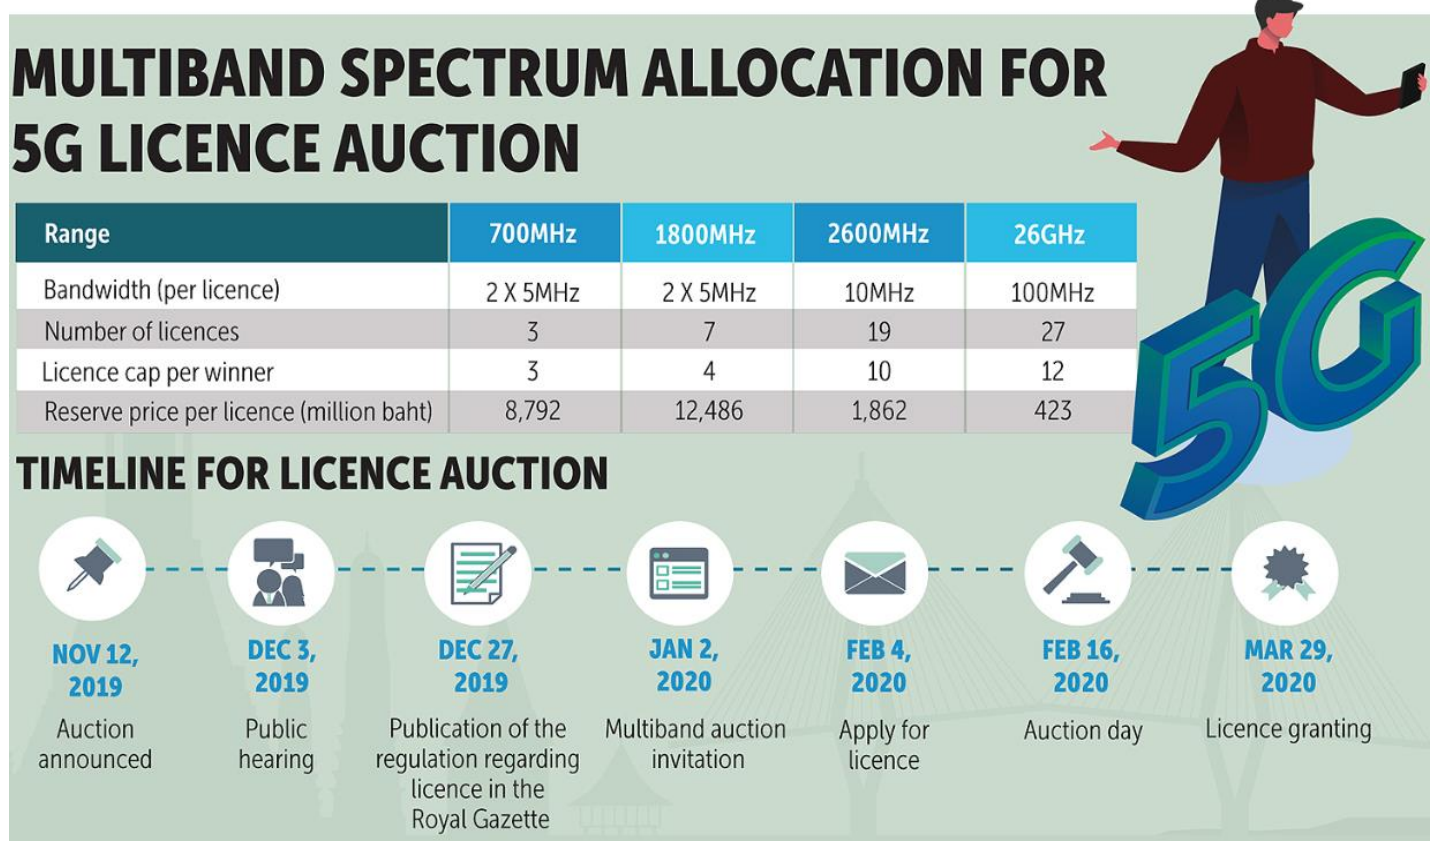 MULTIBAND SPECTRUM ALLOCATION FOR
5G LICENCE AUCTION
Range 700MHz 1800MHz 2600MHz 26GHz
Bandwidth (per licence) 2 X 5MHz 2 X 5MHz 10MHz 100MHz
Number of licences 3 7 19 27
Licence cap per winner 3 4 10 12
Reserve price per licence (million baht) 8,792 12,486 1,862 423
5G
TIMELINE FOR LICENCE AUCTION
NOV 12,
2019
Auction
announced
DEC 3,
2019
Public
hearing
DEC 27,
2019
Publication of the
regulation regarding
licence in the
Royal Gazette
JAN 2,
2020
Multiband auction
invitation
FEB 4,
2020
Apply for
licence
FEB 16,
2020
Auction day
MAR 29,
2020
Licence granting